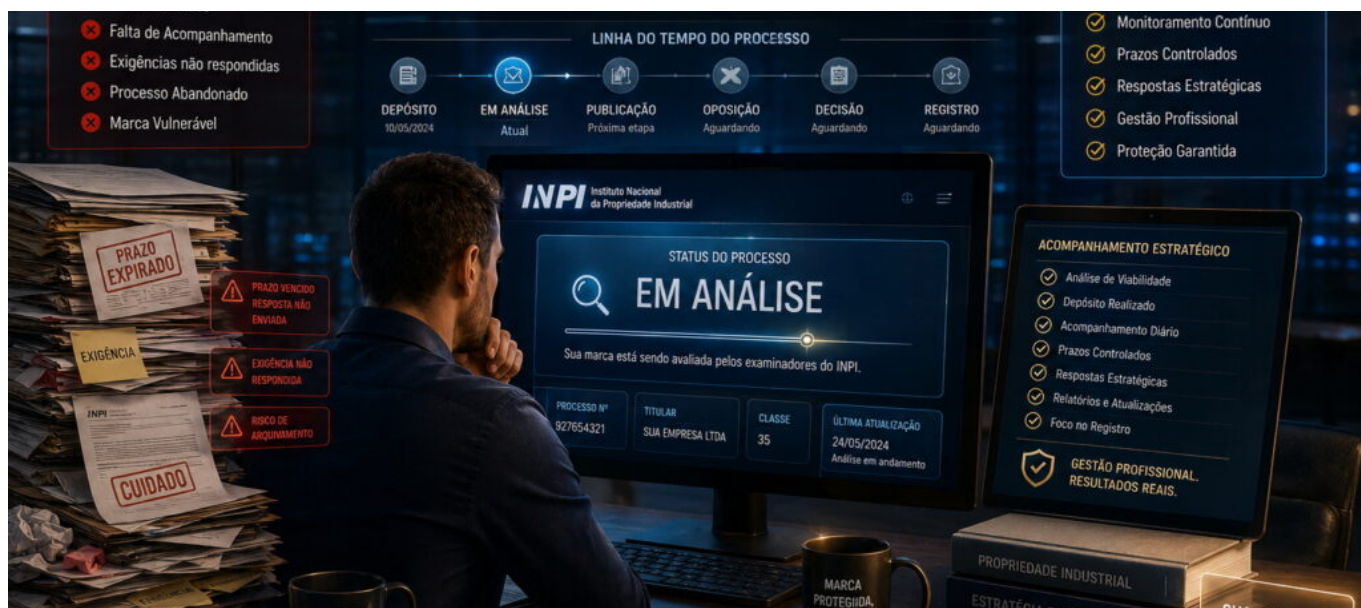 Falta de Acompanhamento
Exigências não respondidas
Processo Abandonado
Marca Vulnerável
LINHA DO TEMPO DO PROCESSSO
DEPÓSITO
10/05/2024
EM ANÁLISE
Atual
PUBLICAÇÃO
Próxima etapa
OPOSIÇÃO
Aguardando
DECISÃO
Aguardando
REGISTRO
Aguardando
Monitoramento Contínuo
Prazos Controlados
Respostas Estratégicas
Gestão Profissional
Proteção Garantida
PRAZO
EXPIRADO
EXIGÊNCIA
INPI
CUIDADO
PRAZO VENCIDO
RESPOSTA NÃO
ENVIADA
EXIGÊNCIA NÃO
RESPONDIDA
RISCO DE
ARQUIVAMENTO
INPI Instituto Nacional
da Propriedade Industrial
STATUS DO PROCESSO
EM ANÁLISE
Sua marca está sendo avaliada pelos examinadores do INPI.
PROCESSO Nº
927654321
TITULAR
SUA EMPRESA LTDA
CLASSE
35
ÚLTIMA ATUALIZAÇÃO
24/05/2024
Análise em andamento
ACOMPANHAMENTO ESTRATÉGICO
Análise de Viabilidade
Depósito Realizado
Acompanhamento Diário
Prazos Controlados
Respostas Estratégicas
Relatórios e Atualizações
Foco no Registro
GESTÃO PROFISSIONAL.
RESULTADOS REAIS.
MARCA
PROTEGIDA,
PROPRIEDADE INDUSTRIAL